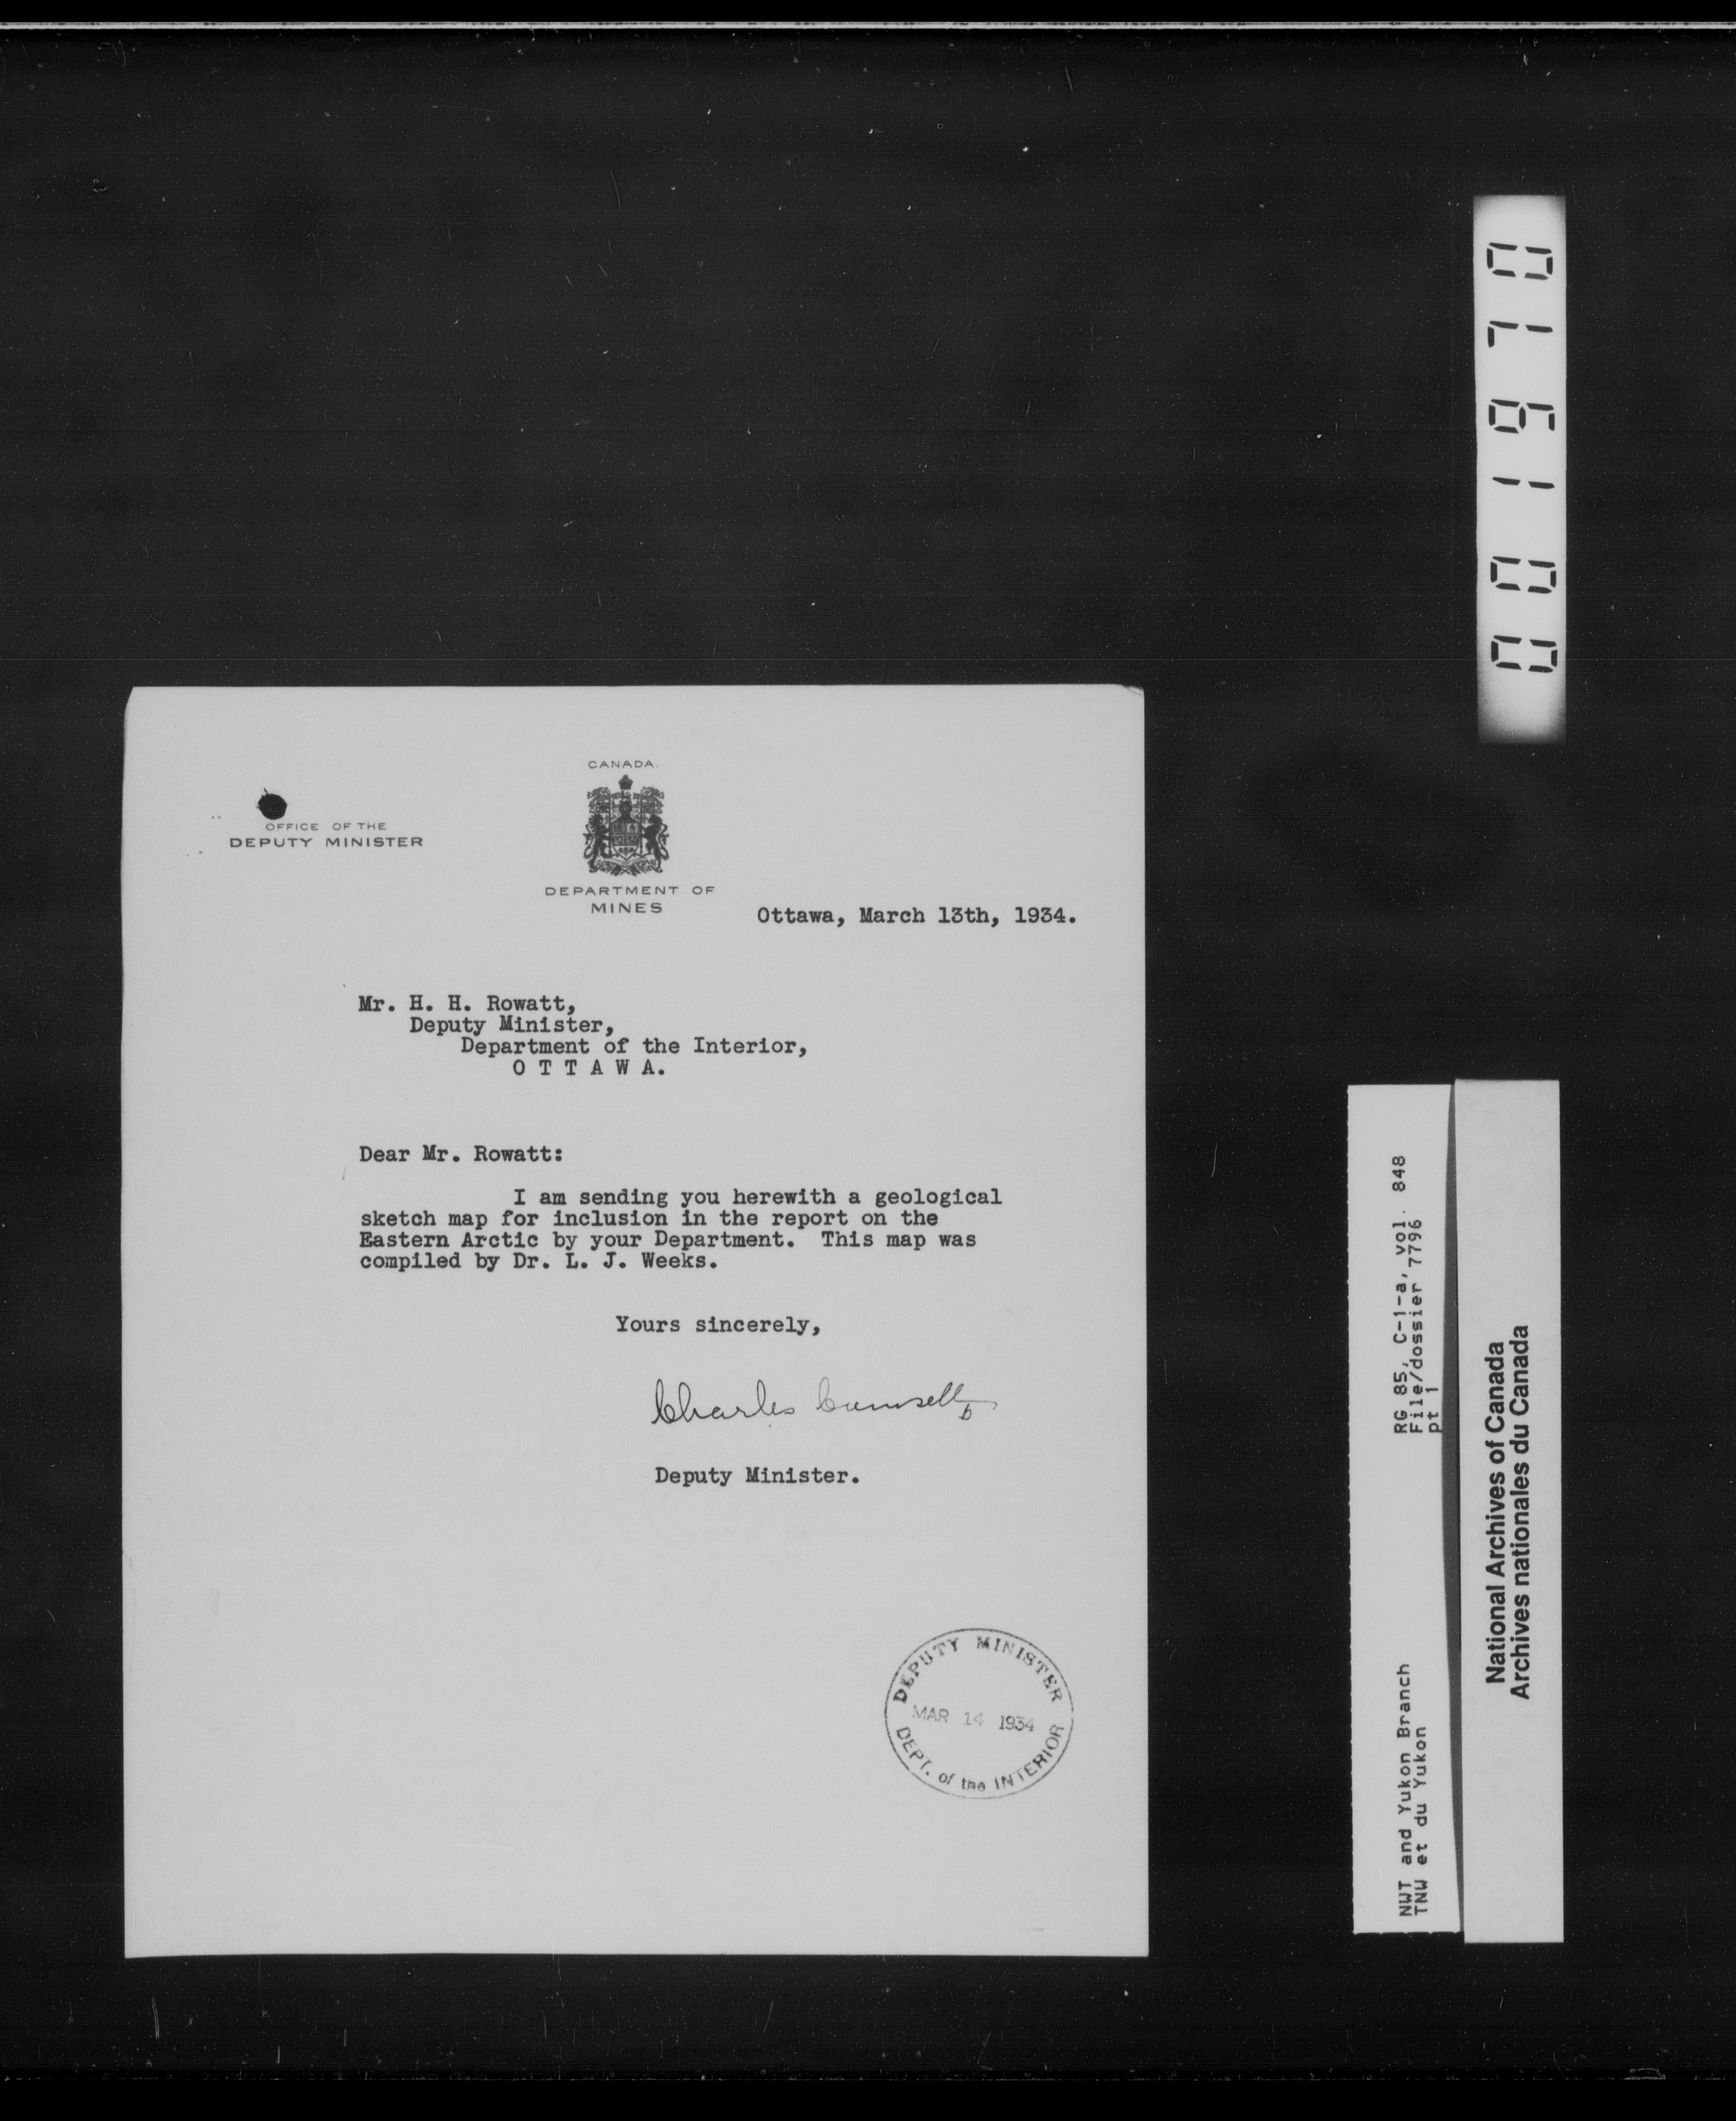 CANADA.
OFFICE OF THE
DEPUTY MINISTER
DEPARTMENT OF
MINES
Ottawa, March 13th, 1934.
Mr. H. H. Rowatt,
Deputy Minister,
Department of the Interior,
O T T A W A.
Dear Mr. Rowatt:
I am sending you herewith a geological
sketch map for inclusion in the report on the
Eastern Arctic by your Department. This map was
compiled by Dr. L. J. Weeks.
Yours sincerely,
Charles Camsell
Deputy Minister.
DEPUTY MINISTER
MAR 14 1934
DEPT. of the INTERIOR
001970
RG 85, C-1-a, vol. 848
File/dossier 7796
pt 1
NWT and Yukon Branch
TNW et du Yukon
National Archives of Canada
Archives nationales du Canada